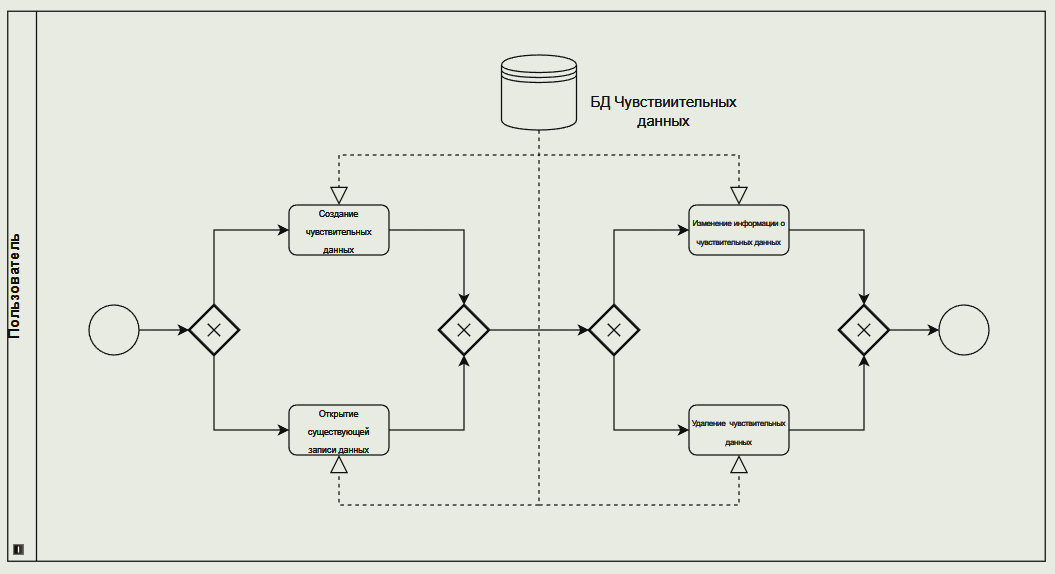 Пользователь
БД Чувствиительных
данных
Создание
чувствительных
данных
Изменение информации о
чувствительных данных
Открытие
существующей
записи данных
Удаление чувствительных
данных